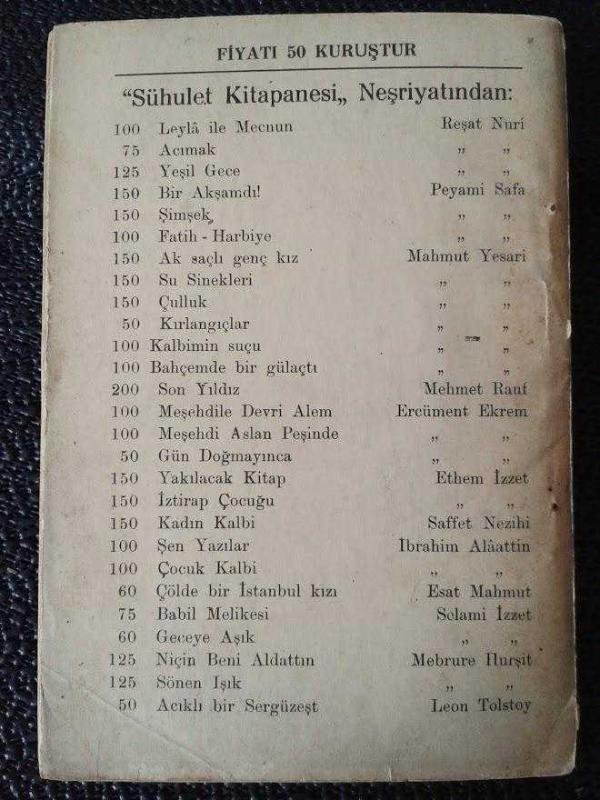 FİYATI 50 KURUŞTUR
“Sühulet Kitapanesi„ Neşriyatından:
100 Leylâ ile Mecnun Reşat Nuri
75 Acımak „ „
125 Yeşil Gece „ „
150 Bir Akşamdı! Peyami Safa
150 Şimşek „ „
100 Fatih - Harbiye „ „
150 Ak saçlı genç kız Mahmut Yesari
150 Su Sinekleri „ „
150 Çulluk „ „
50 Kırlangıçlar „ „
100 Kalbimin suçu „ „
100 Bahçemde bir gülaçtı „ „
200 Son Yıldız Mehmet Rauf
100 Meşehdile Devri Alem Ercüment Ekrem
100 Meşehdi Aslan Peşinde „ „
50 Gün Doğmayınca „ „
150 Yakılacak Kitap Ethem İzzet
150 İztirap Çocuğu „ „
150 Kadın Kalbi Saffet Nezihi
100 Şen Yazılar İbrahim Alâattin
100 Çocuk Kalbi „ „
60 Çölde bir İstanbul kızı Esat Mahmut
75 Babil Melikesi Selami İzzet
60 Geceye Aşık „ „
125 Niçin Beni Aldattın Mebrure Hurşit
125 Sönen Işık „ „
50 Acıklı bir Sergüzeşt Leon Tolstoy